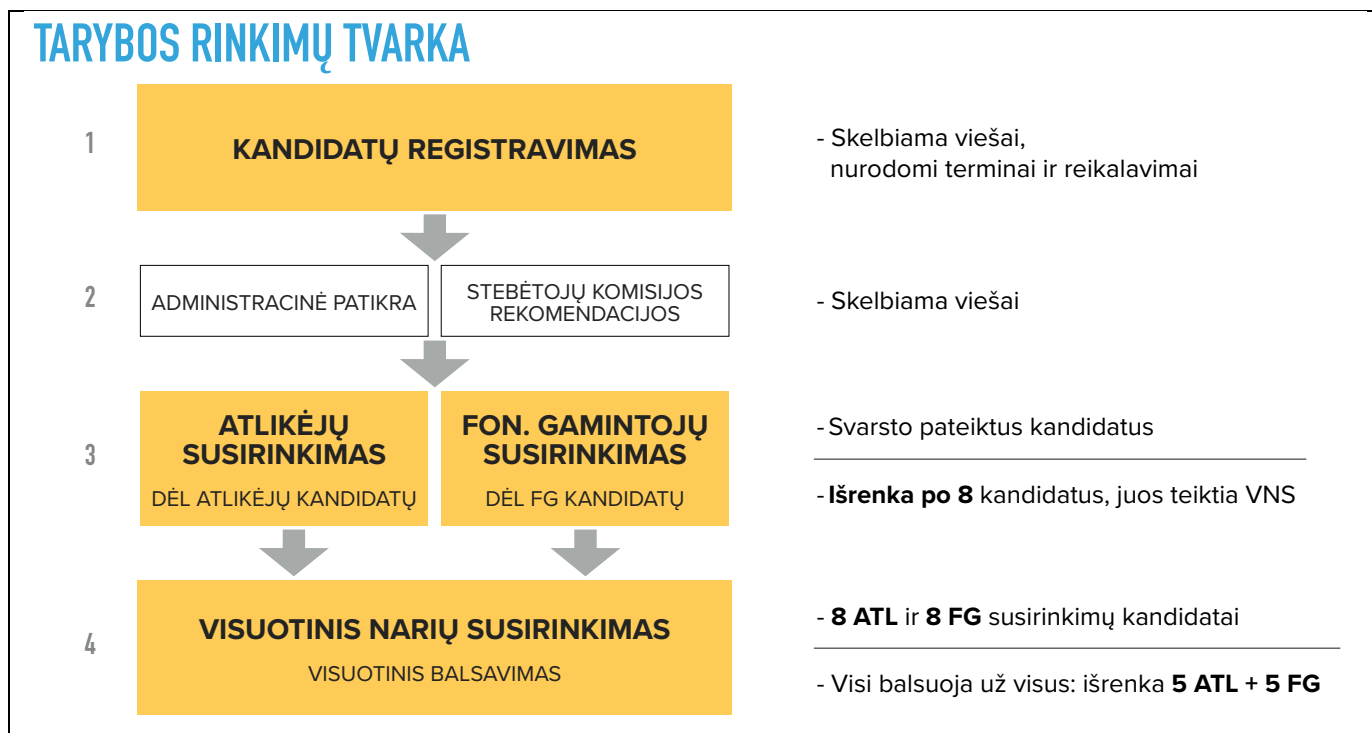 TARYBOS RINKIMŲ TVARKA
1
KANDIDATŲ REGISTRAVIMAS
- Skelbiama viešai,
nurodomi terminai ir reikalavimai
2
ADMINISTRACINĖ PATIKRA
STEBĖTOJŲ KOMISIJOS
REKOMENDACIJOS
- Skelbiama viešai
3
ATLIKĖJŲ
SUSIRINKIMAS
DĖL ATLIKĖJŲ KANDIDATŲ
FON. GAMINTOJŲ
SUSIRINKIMAS
DĖL FG KANDIDATŲ
- Svarsto pateiktus kandidatus
- Išrenka po 8 kandidatus, juos teiktia VNS
4
VISUOTINIS NARIŲ SUSIRINKIMAS
VISUOTINIS BALSAVIMAS
- 8 ATL ir 8 FG susirinkimų kandidatai
- Visi balsuoja už visus: išrenka 5 ATL + 5 FG